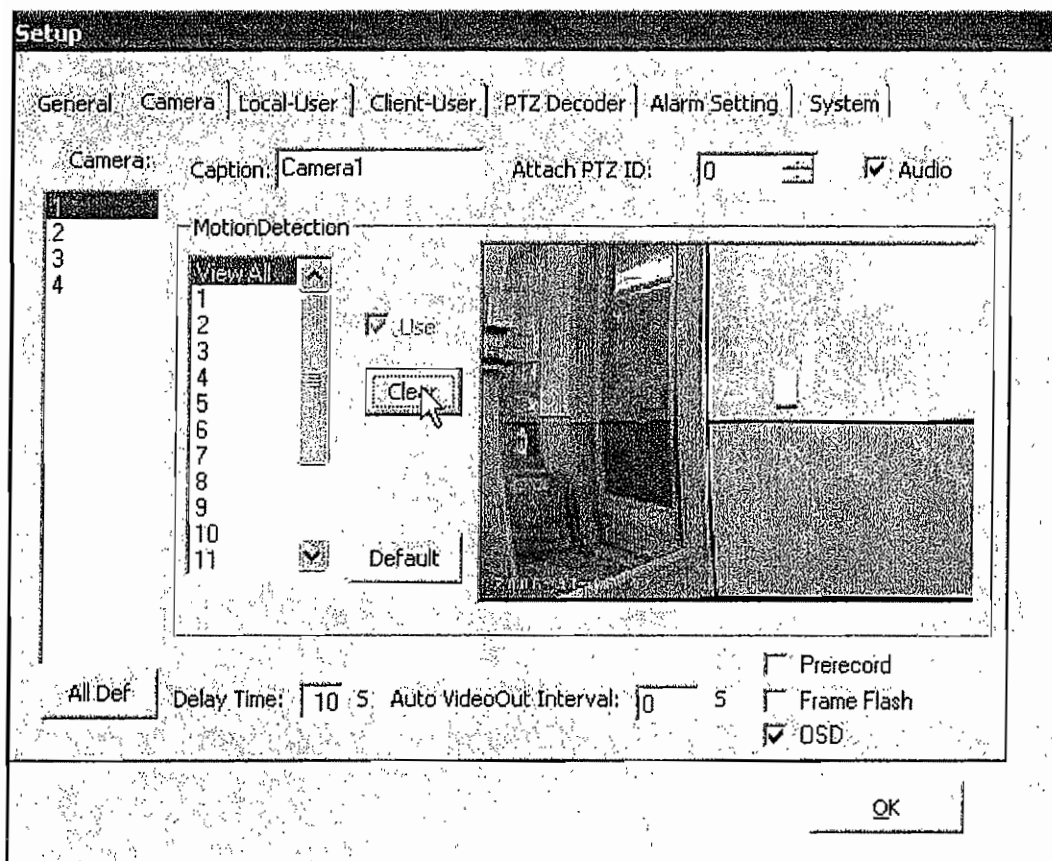 Setup
General Camera Local-User Client-User PTZ Decoder Alarm Setting System
Camera: Caption: Camera1 Attach PTZ ID: 0 Audio
1
2
3
4
MotionDetection
View All
1
2
3
4
5
6
7
8
9
10
11
Use
Clear
Default
All Def Delay Time: 10 S Auto VideoOut Interval: 0 S
Prerecord
Frame Flash
OSD
OK